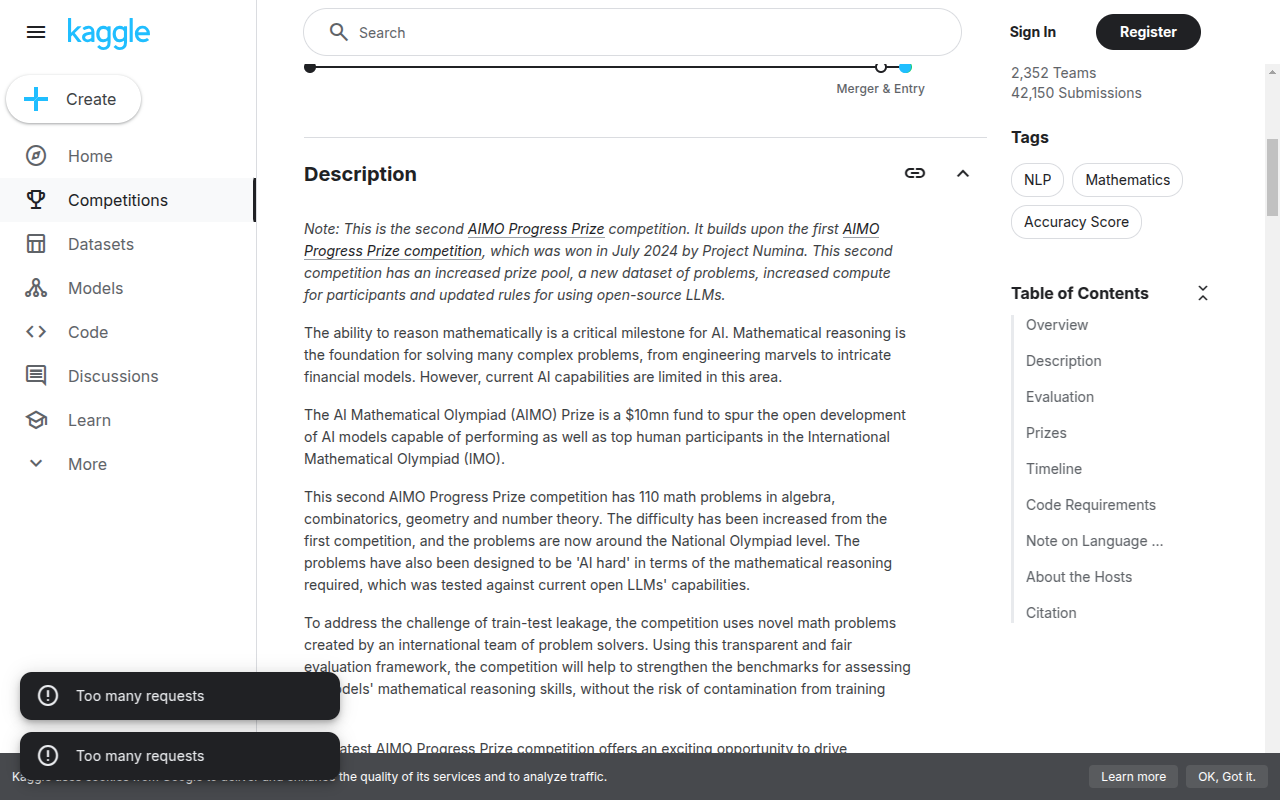 kaggle
Search
Sign In
Register
Create
Home
Competitions
Datasets
Models
Code
Discussions
Learn
More
Merger & Entry
Description
Note: This is the second AIMO Progress Prize competition. It builds upon the first AIMO
Progress Prize competition, which was won in July 2024 by Project Numina. This second
competition has an increased prize pool, a new dataset of problems, increased compute
for participants and updated rules for using open-source LLMs.
The ability to reason mathematically is a critical milestone for AI. Mathematical reasoning is
the foundation for solving many complex problems, from engineering marvels to intricate
financial models. However, current AI capabilities are limited in this area.
The AI Mathematical Olympiad (AIMO) Prize is a $10mn fund to spur the open development
of AI models capable of performing as well as top human participants in the International
Mathematical Olympiad (IMO).
This second AIMO Progress Prize competition has 110 math problems in algebra,
combinatorics, geometry and number theory. The difficulty has been increased from the
first competition, and the problems are now around the National Olympiad level. The
problems have also been designed to be 'AI hard' in terms of the mathematical reasoning
required, which was tested against current open LLMs' capabilities.
To address the challenge of train-test leakage, the competition uses novel math problems
created by an international team of problem solvers. Using this transparent and fair
evaluation framework, the competition will help to strengthen the benchmarks for assessing
mathematical reasoning skills, without the risk of contamination from training
AIMO Progress Prize competition offers an exciting opportunity to drive
2,352 Teams
42,150 Submissions
Tags
NLP
Mathematics
Accuracy Score
Table of Contents
Overview
Description
Evaluation
Prizes
Timeline
Code Requirements
Note on Language ...
About the Hosts
Citation
Too many requests
Too many requests
the quality of its services and to analyze traffic.
Learn more
OK, Got it.